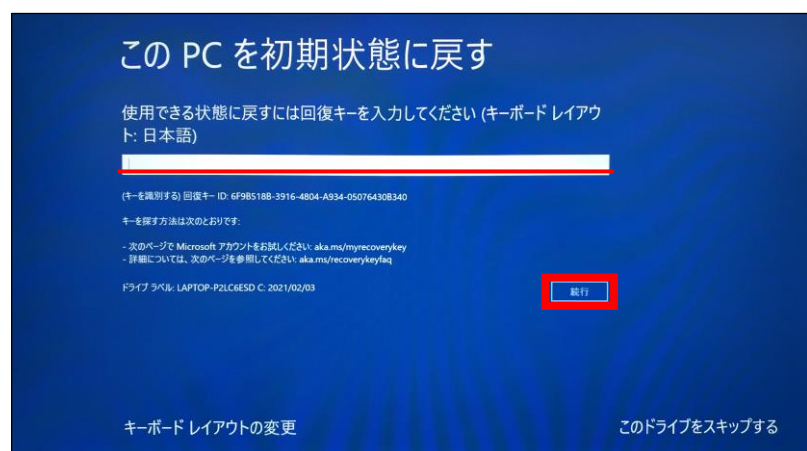 この PC を初期状態に戻す
使用できる状態に戻すには回復キーを入力してください (キーボード レイアウ
ト: 日本語)
(キーを識別する) 回復キー ID: 6F9B518B-3916-4804-A934-05076430B340
キーを探す方法は次のとおりです:
- 次のページで Microsoft アカウントをお試しください: aka.ms/myrecoverykey
- 詳細については、次のページを参照してください: aka.ms/recoverykeyfaq
ドライブ ラベル: LAPTOP-P2LC6ESD C: 2021/02/03
続行
キーボード レイアウトの変更
このドライブをスキップする